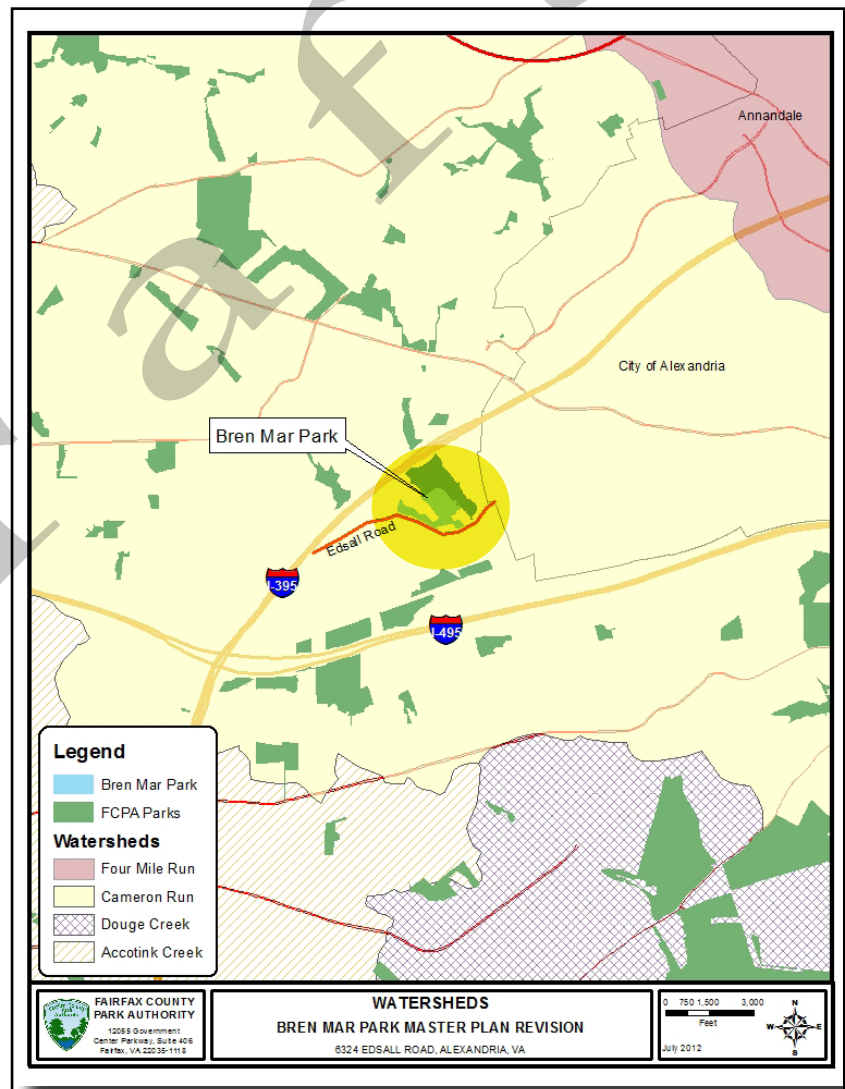 Annandale
City of Alexandria
Bren Mar Park
Edsall Road
I-395
I-495
Legend
Bren Mar Park
FCPA Parks
Watersheds
Four Mile Run
Cameron Run
Douge Creek
Accotink Creek
FAIRFAX COUNTY
PARK AUTHORITY
12055 Government
Center Parkway, Suite 406
Fairfax, VA 22035-1118
WATERSHEDS
BREN MAR PARK MASTER PLAN REVISION
6324 EDSALL ROAD, ALEXANDRIA, VA
0 750 1,500 3,000
Feet
July 2012
N
W E
S